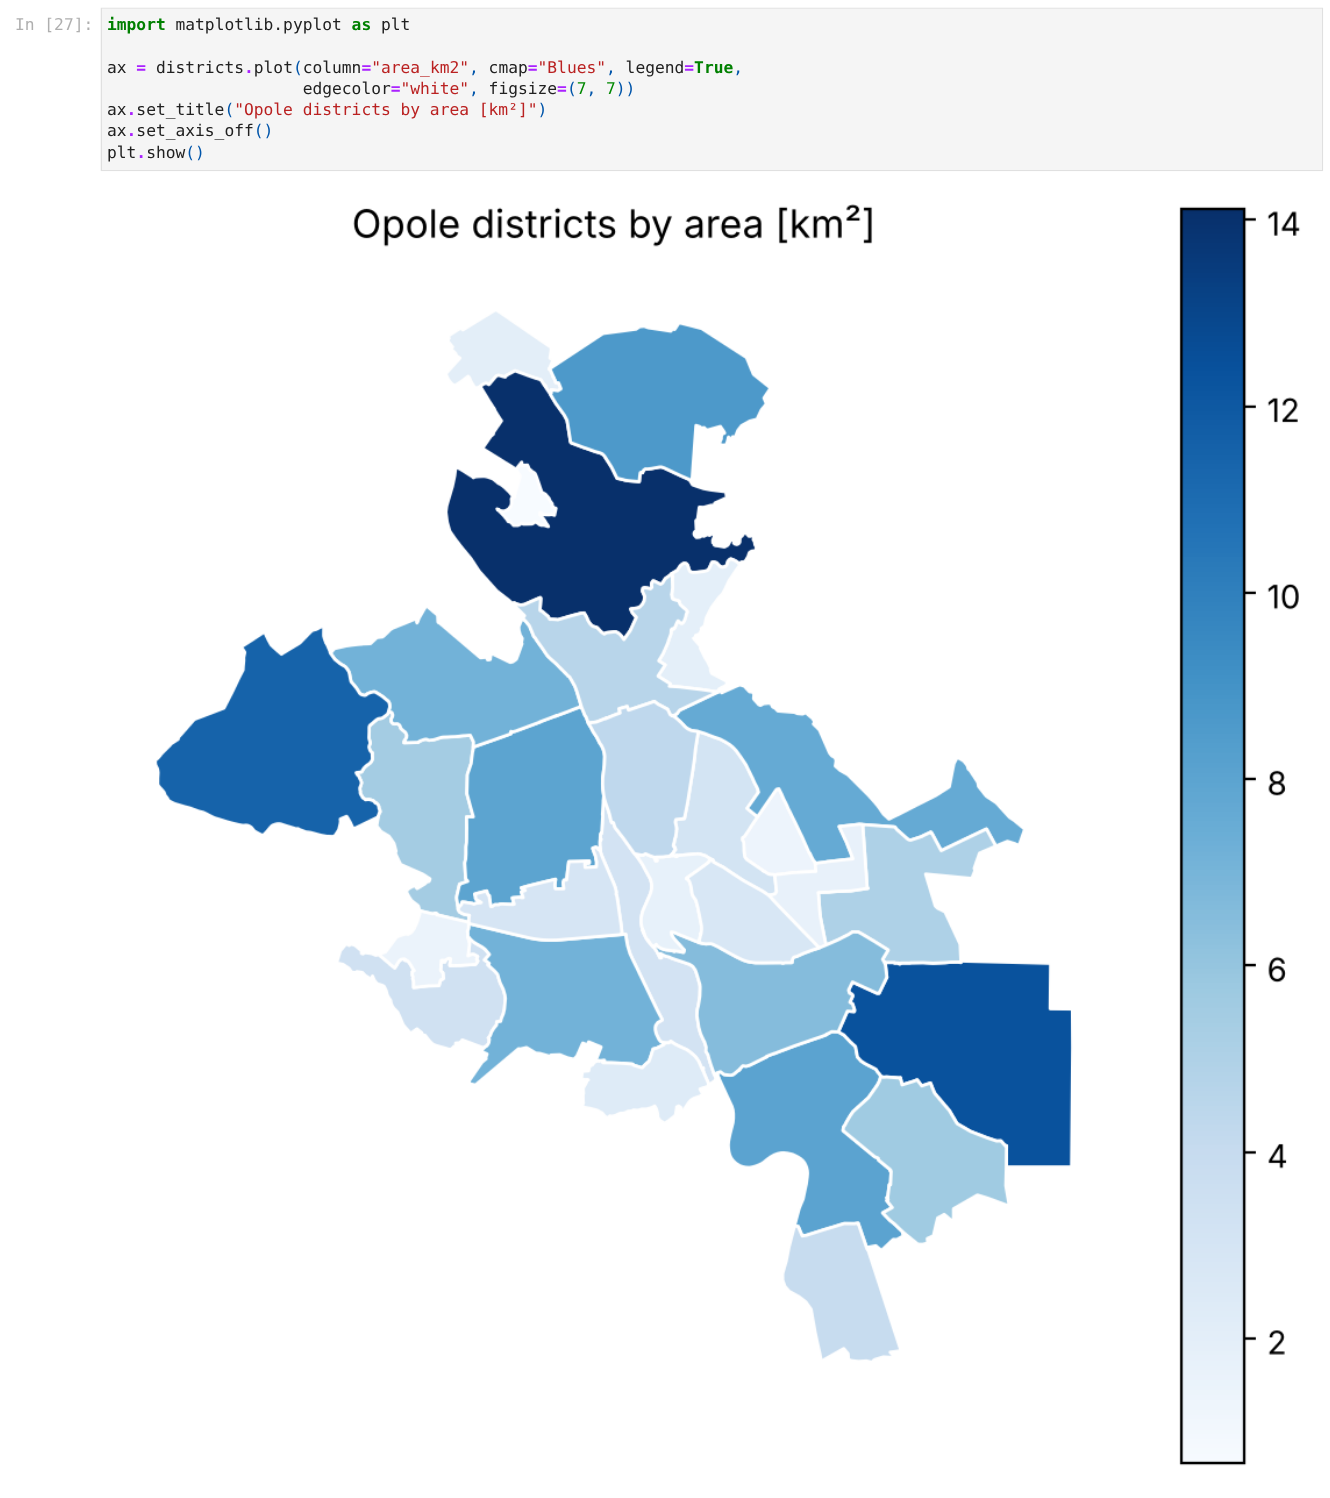 In [27]:
import matplotlib.pyplot as plt
ax = districts.plot(column="area_km2", cmap="Blues", legend=True,
edgecolor="white", figsize=(7, 7))
ax.set_title("Opole districts by area [km²]")
ax.set_axis_off()
plt.show()
Opole districts by area [km²]
14
12
10
8
6
4
2